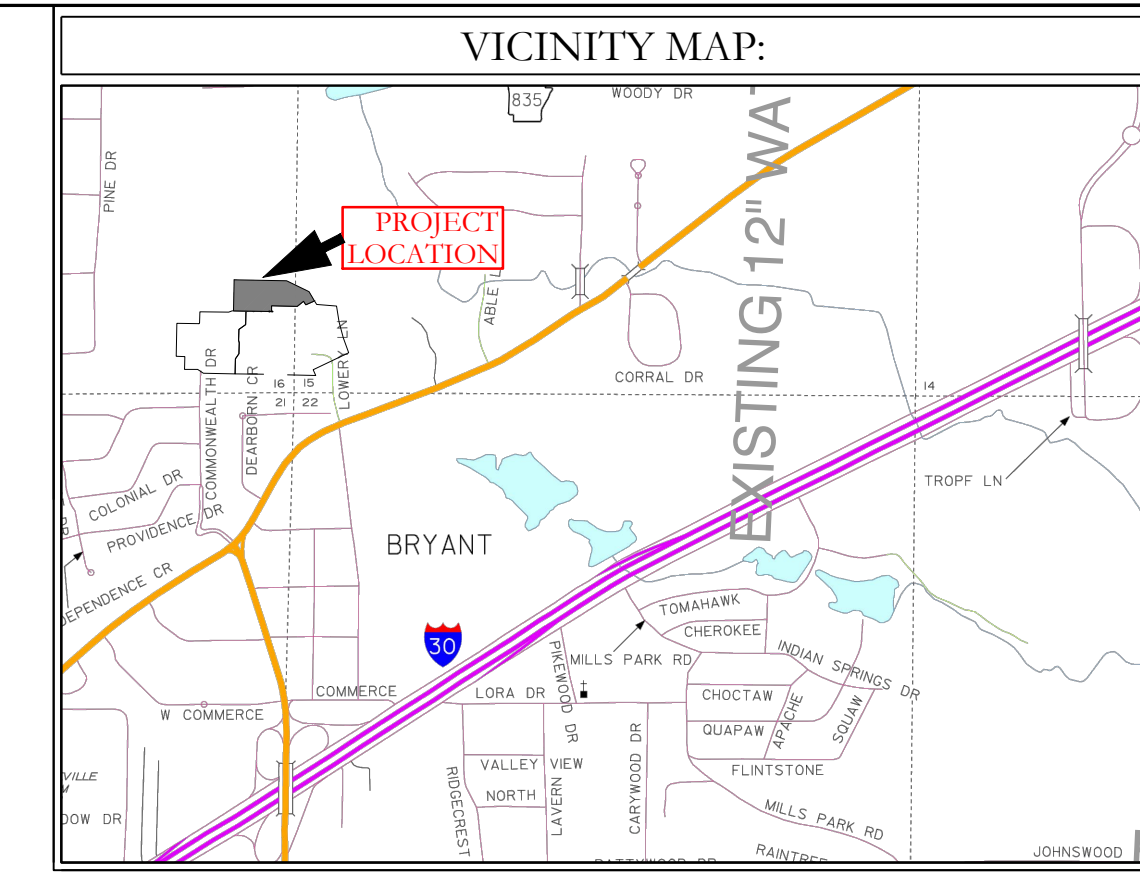 VICINITY MAP:
835
WOODY DR
PINE DR
PROJECT
LOCATION
EXISTING 12" WA
ABLE L
LOWERY LN
CORRAL DR
COMMONWEALTH DR
DEARBORN CR
16 15
21 22
14
TROPF LN
COLONIAL DR
PROVIDENCE DR
DEPENDENCE CR
BRYANT
30
TOMAHAWK
CHEROKEE
MILLS PARK RD
INDIAN SPRINGS DR
PIKEWOOD DR
COMMERCE
LORA DR
W COMMERCE
CHOCTAW
APACHE
SQUAW
QUAPAW
CARYWOOD DR
VALLEY VIEW
FLINTSTONE
RIDGECREST
NORTH
LAVERN
VILLE
DOW DR
MILLS PARK RD
RAINTREE
JOHNSWOOD